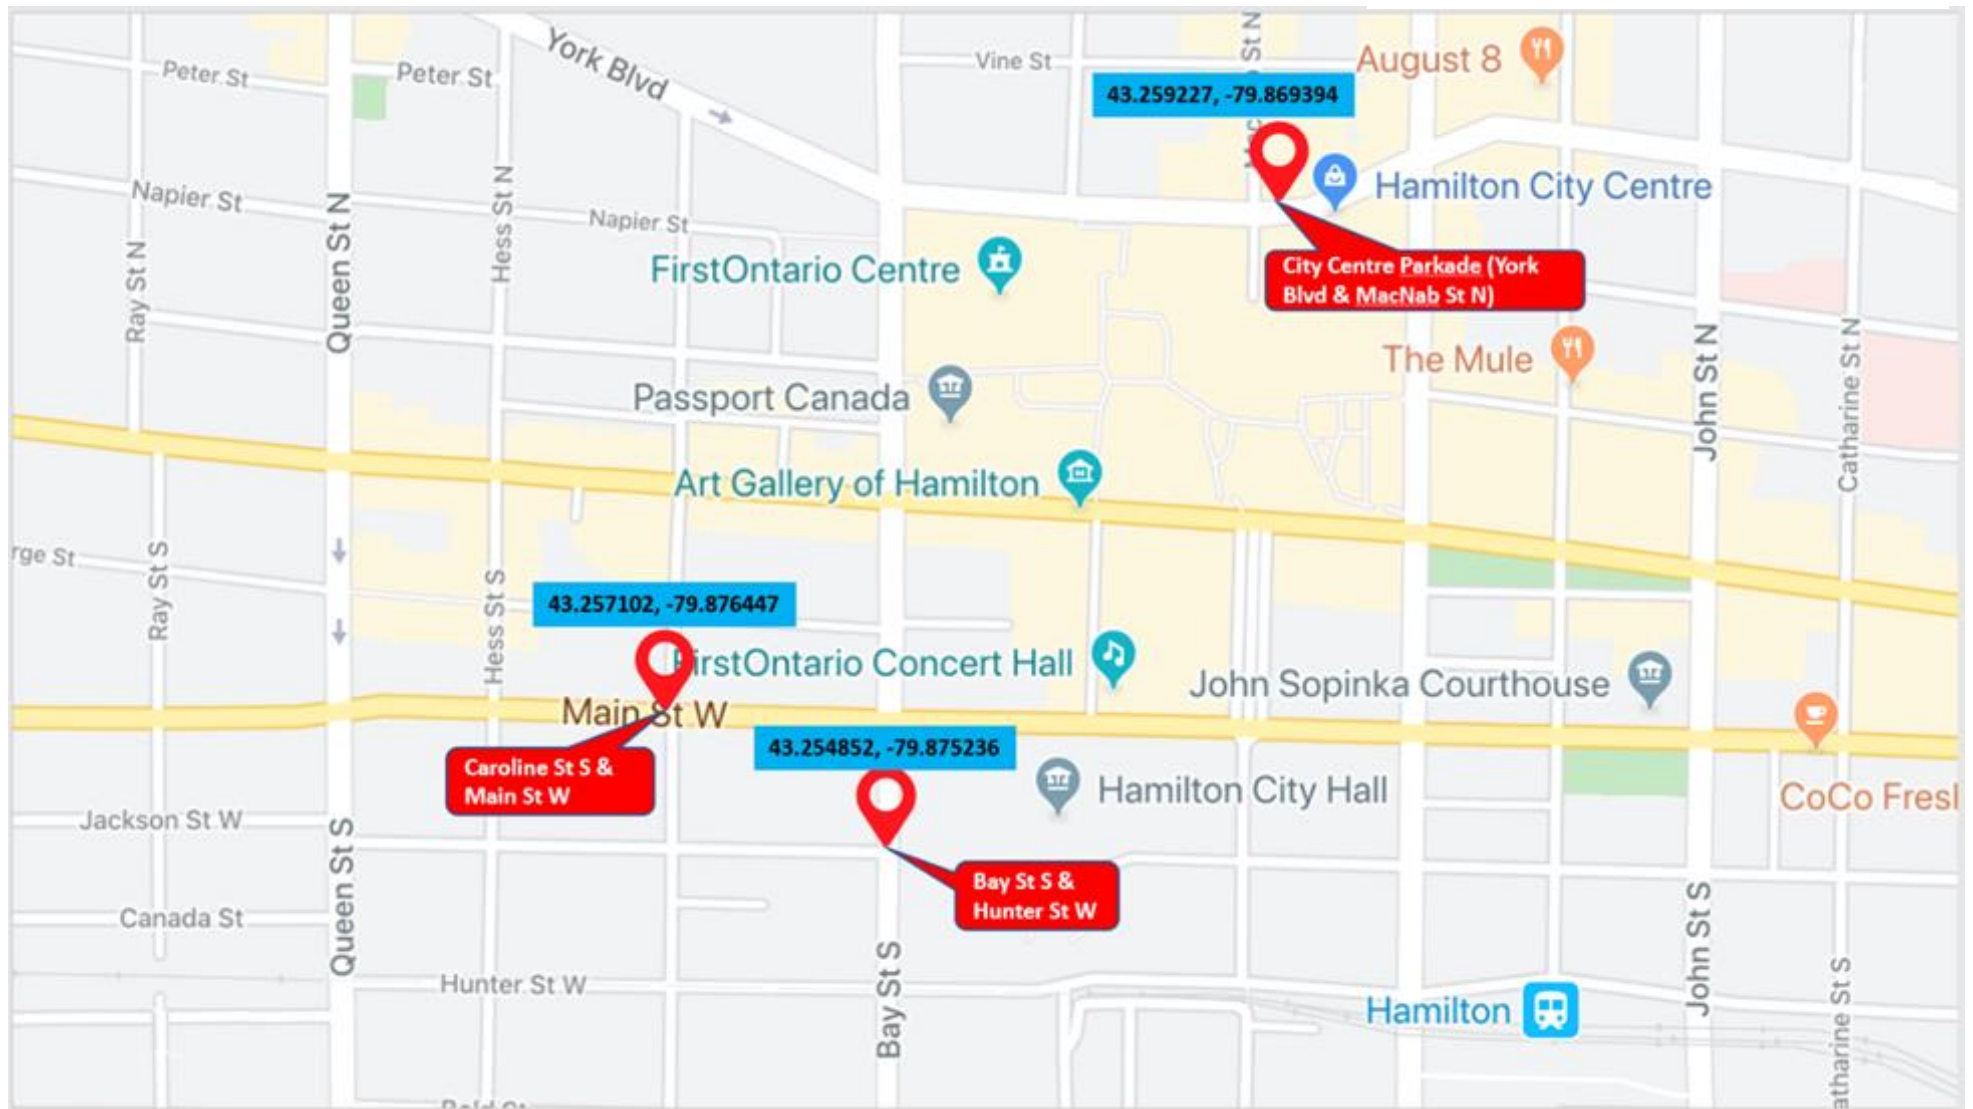 Peter St
Peter St
York Blvd
Vine St
St N
August 8
43.259227, -79.869394
Napier St
Napier St
Queen St N
Hess St N
Ray St N
Hamilton City Centre
FirstOntario Centre
City Centre Parkade (York
Blvd & MacNab St N)
The Mule
John St N
Catharine St N
Passport Canada
Art Gallery of Hamilton
rge St
Ray St S
Hess St S
43.257102, -79.876447
FirstOntario Concert Hall
John Sopinka Courthouse
Main St W
43.254852, -79.875236
Caroline St S &
Main St W
Hamilton City Hall
CoCo Fresl
Jackson St W
Queen St S
Bay St S &
Hunter St W
Canada St
John St S
Hunter St W
Bay St S
Hamilton
atharine St S